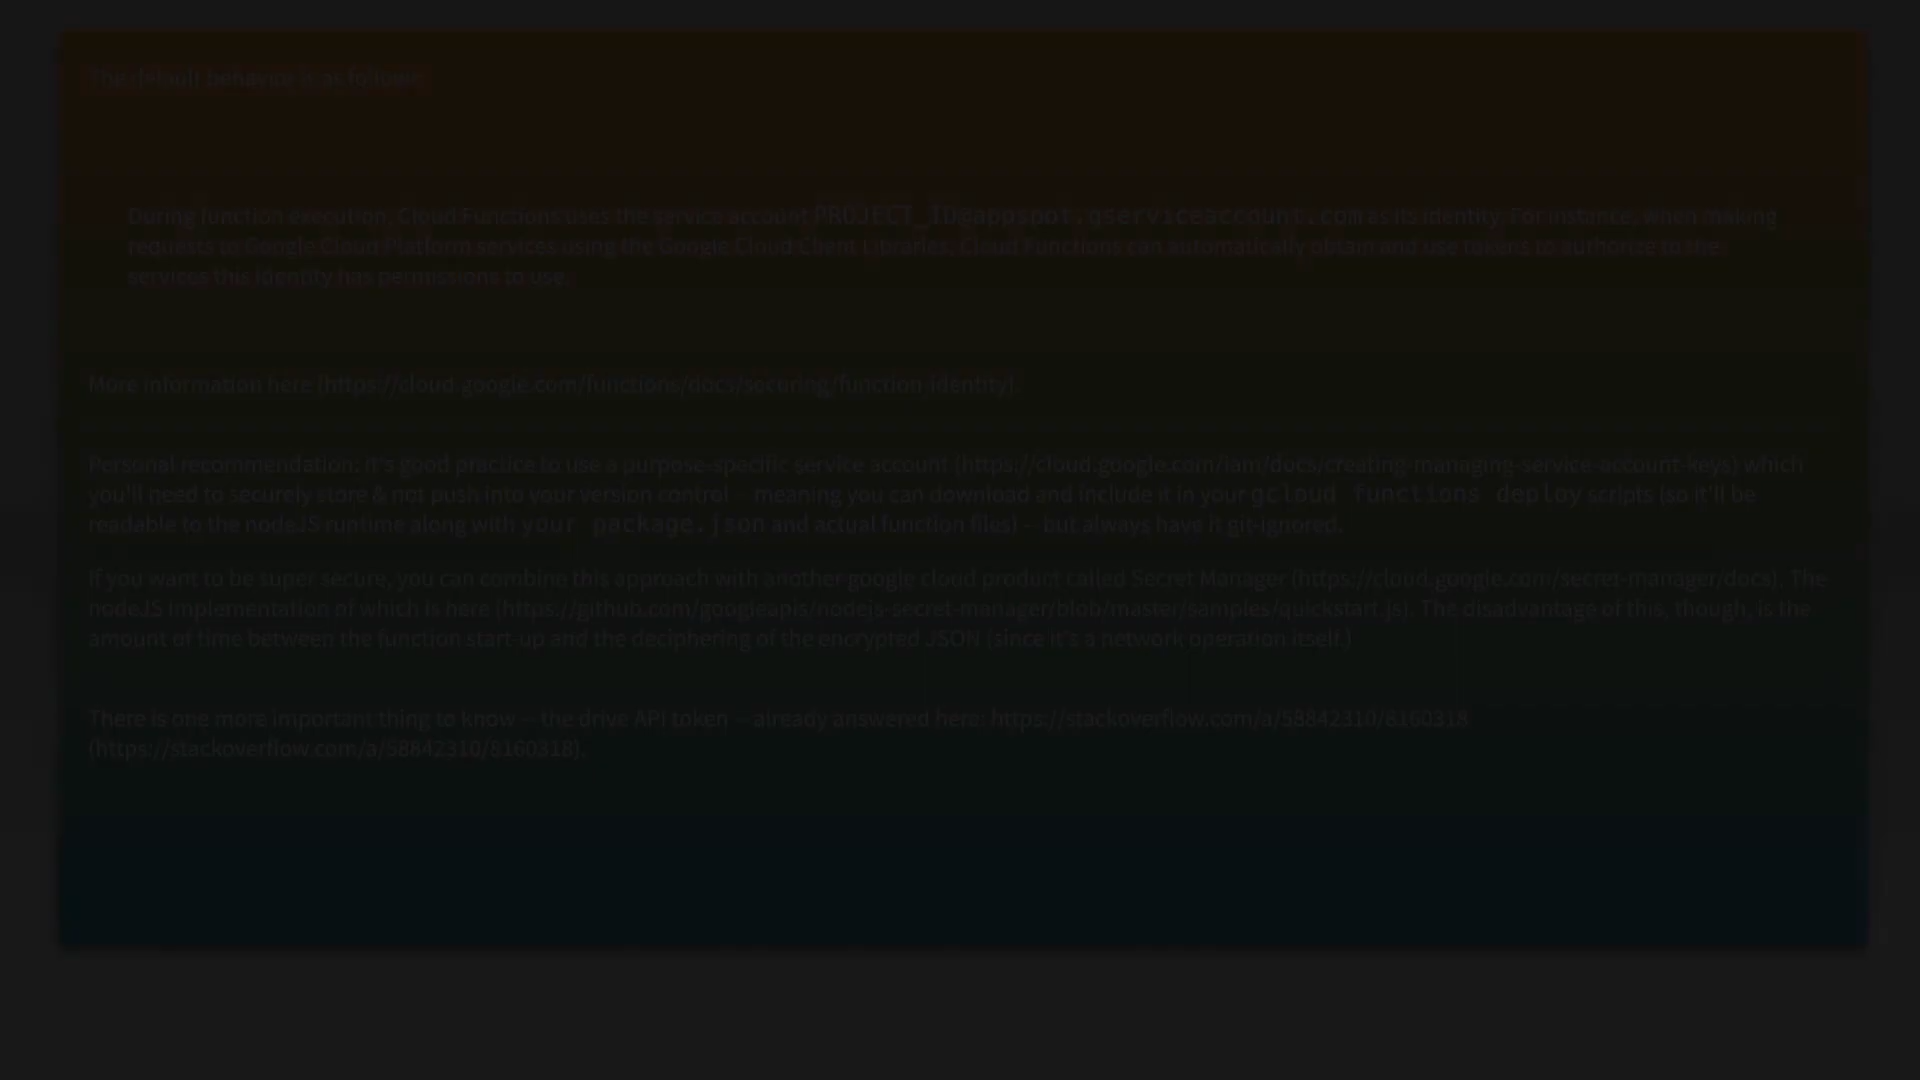 The default behavior is as follows:
During function execution, Cloud Functions uses the service account PROJECT_ID@appspot.gserviceaccount.com as its identity. For instance, when making
requests to Google Cloud Platform services using the Google Cloud Client Libraries, Cloud Functions can automatically obtain and use tokens to authorize to the
services this identity has permissions to use.
More information here (https://cloud.google.com/functions/docs/securing/function-identity).
Personal recommendation: it's good practice to use a purpose-specific service account (https://cloud.google.com/iam/docs/creating-managing-service-account-keys) which
you'll need to securely store & not push into your version control -- meaning you can download and include it in your gcloud functions deploy scripts (so it'll be
readable to the nodeJS runtime along with your package.json and actual function files) -- but always have it git-ignored.
If you want to be super secure, you can combine this approach with another google cloud product called Secret Manager (https://cloud.google.com/secret-manager/docs). The
nodeJS implementation of which is here (https://github.com/googleapis/nodejs-secret-manager/blob/master/samples/quickstart.js). The disadvantage of this, though, is the
amount of time between the function start-up and the deciphering of the encrypted JSON (since it's a network operation itself.)
There is one more important thing to know -- the drive API token -- already answered here: https://stackoverflow.com/a/58842310/8160318
(https://stackoverflow.com/a/58842310/8160318).